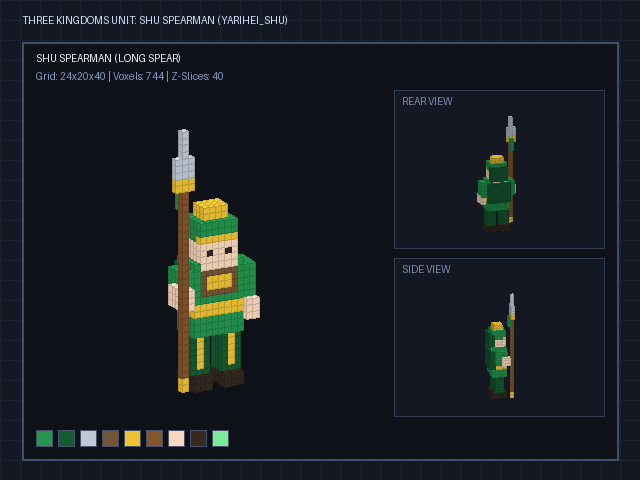 THREE KINGDOMS UNIT: SHU SPEARMAN (YARIHEI_SHU)
SHU SPEARMAN (LONG SPEAR)
Grid: 24x20x40 | Voxels: 744 | Z-Slices: 40
REAR VIEW
SIDE VIEW